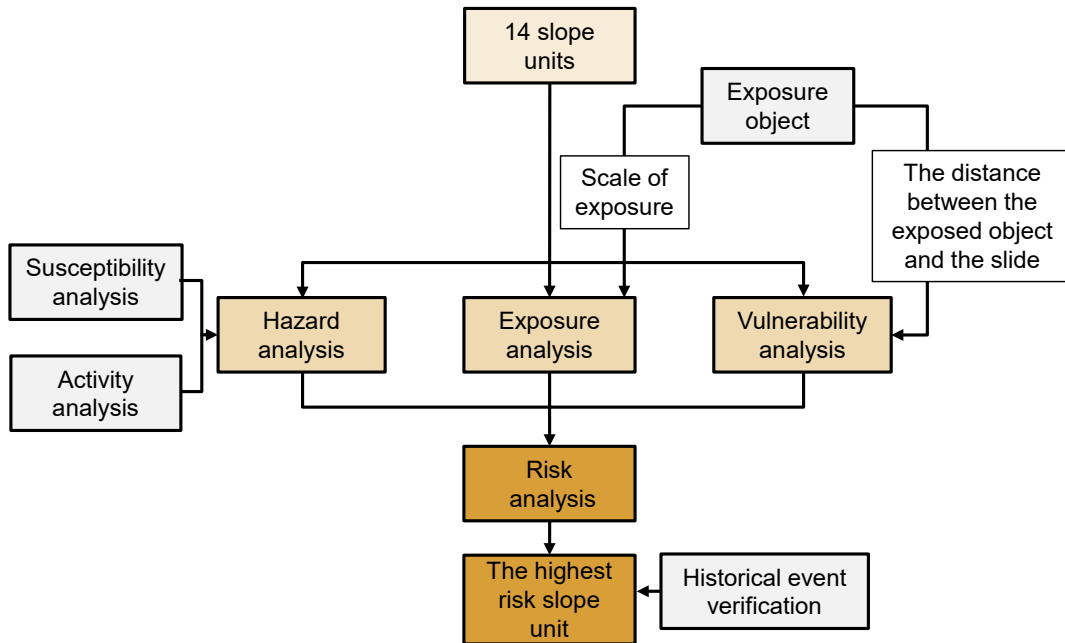 14 slope
units
Exposure
object
Scale of
exposure
The distance
between the
exposed object
and the slide
Susceptibility
analysis
Activity
analysis
Hazard
analysis
Exposure
analysis
Vulnerability
analysis
Risk
analysis
The highest
risk slope
unit
Historical event
verification